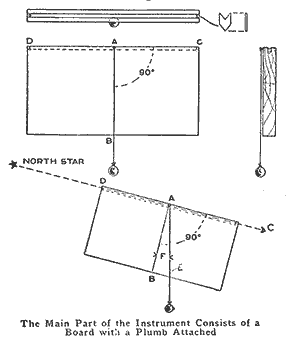 D A C
90°
B
NORTH STAR
D
A
C
90°
F
E
B
The Main Part of the Instrument Consists of a
Board with a Plumb Attached